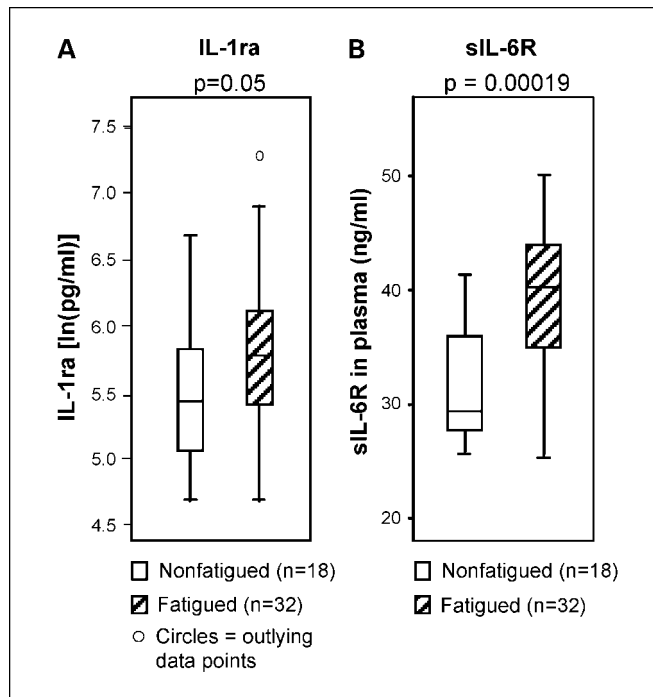 A IL-1ra
p=0.05
IL-1ra [ln(pg/ml)]
7.5
7.0
6.5
6.0
5.5
5.0
4.5
Nonfatigued (n=18)
Fatigued (n=32)
Circles = outlying
data points
B sIL-6R
p = 0.00019
sIL-6R in plasma (ng/ml)
50
40
30
20
Nonfatigued (n=18)
Fatigued (n=32)